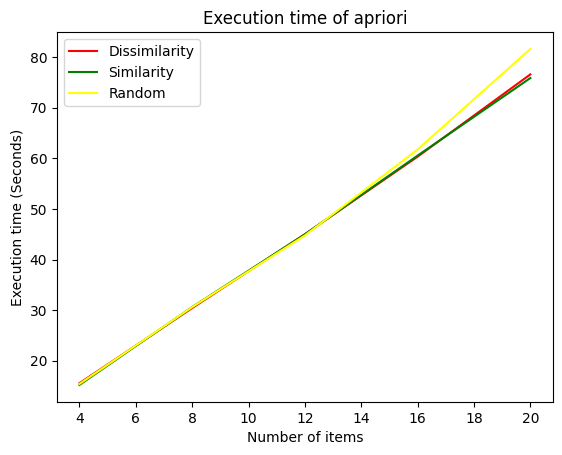 Execution time of apriori
Dissimilarity
Similarity
Random
Execution time (Seconds)
80
70
60
50
40
30
20
4 6 8 10 12 14 16 18 20
Number of items